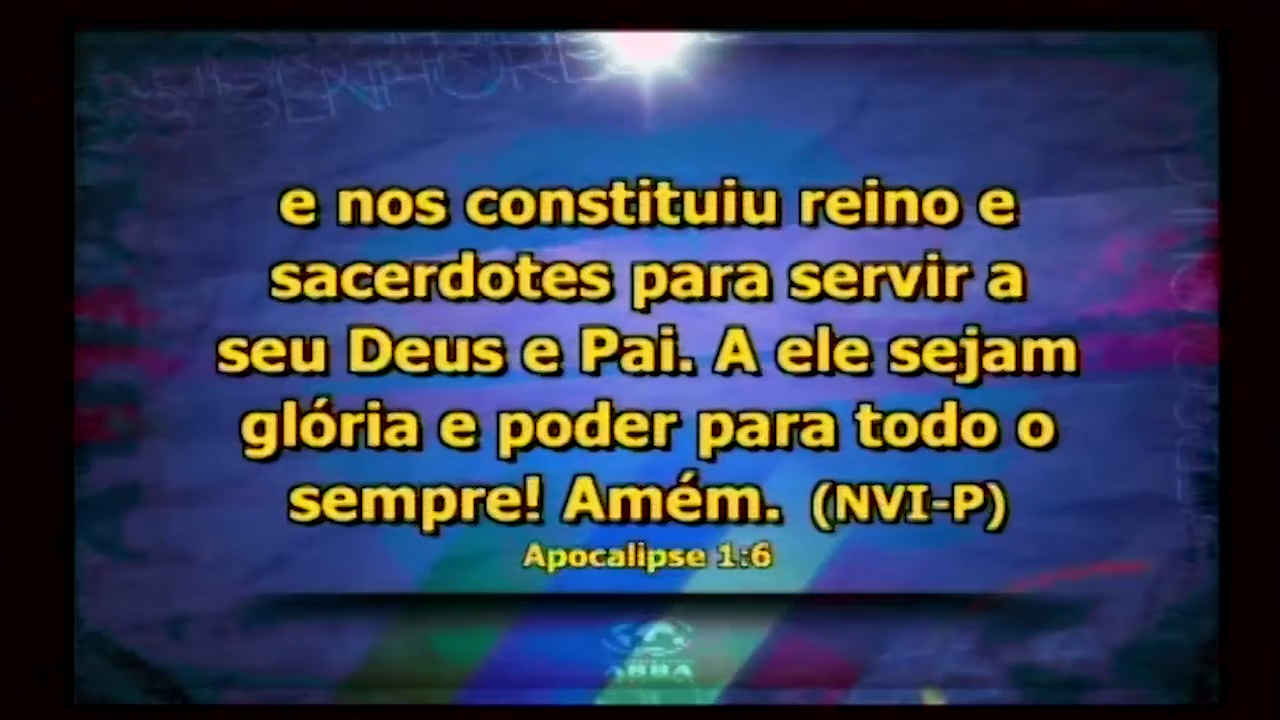 e nos constituiu reino e
sacerdotes para servir a
seu Deus e Pai. A ele sejam
glória e poder para todo o
sempre! Amém. (NVI-P)
Apocalipse 1:6
ABBA